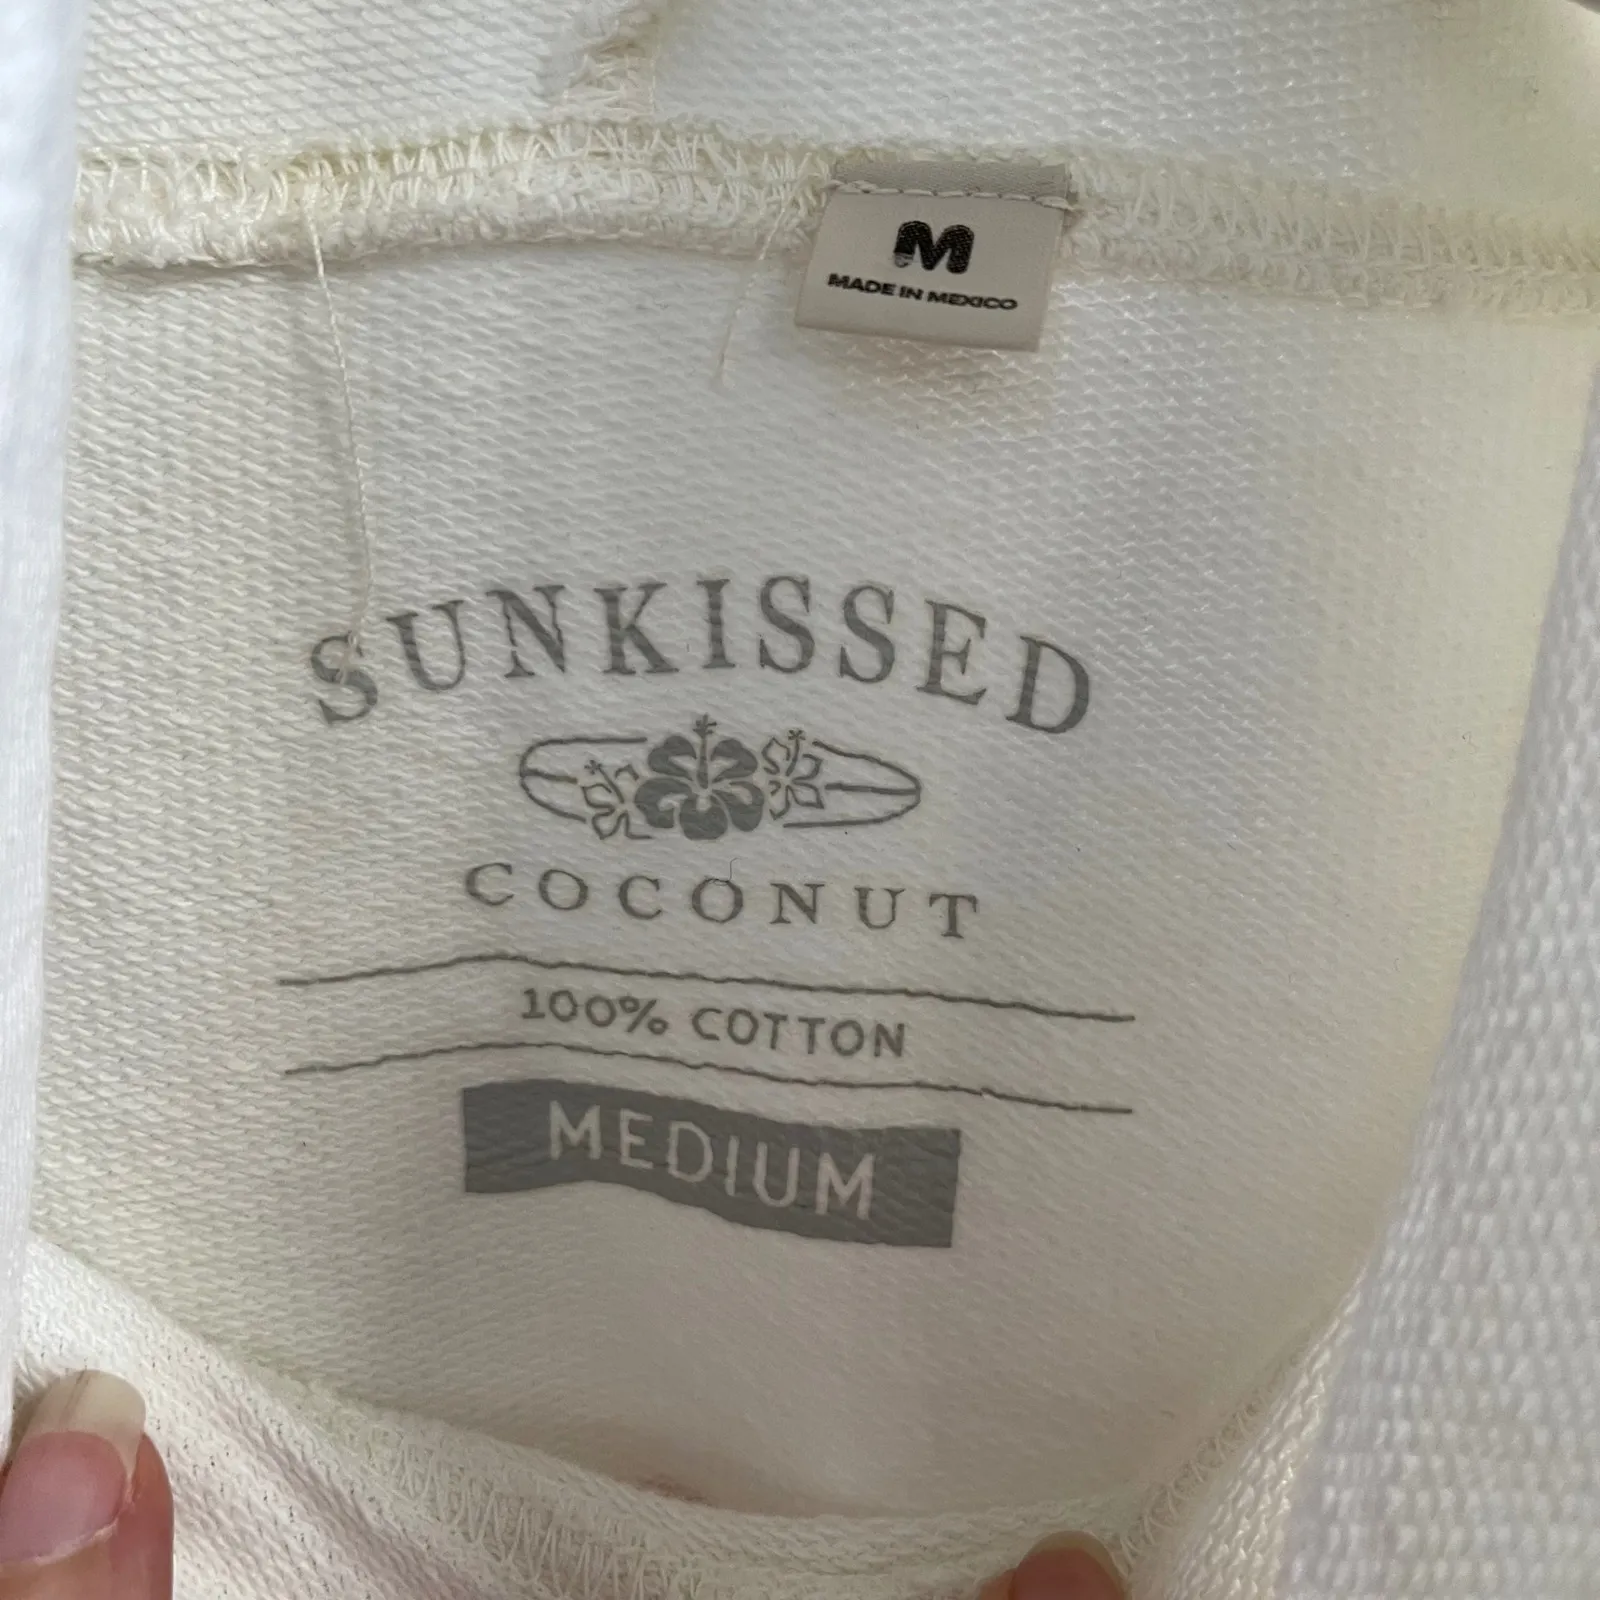 M
MADE IN MEXICO
SUNKISSED
COCONUT
100% COTTON
MEDIUM